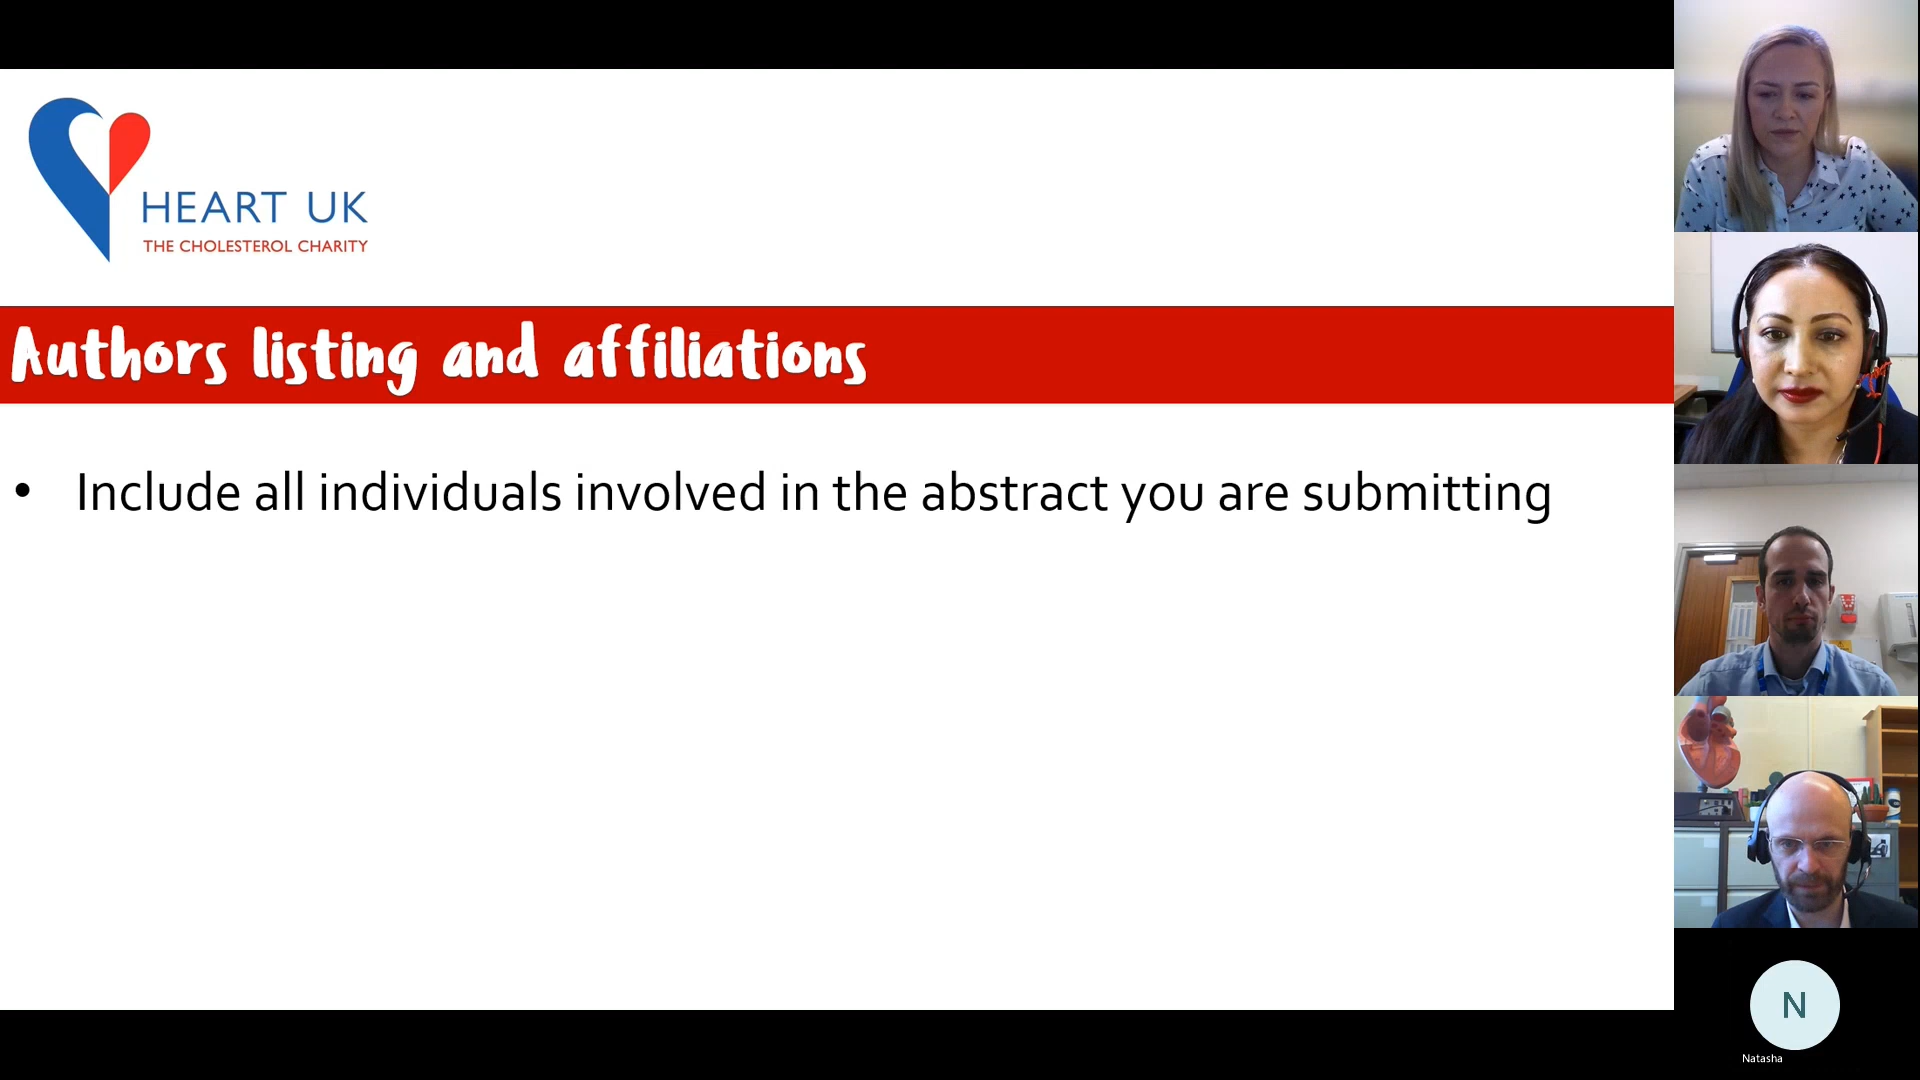 HEART UK
THE CHOLESTEROL CHARITY
Authors listing and affiliations
• Include all individuals involved in the abstract you are submitting
N
Natasha